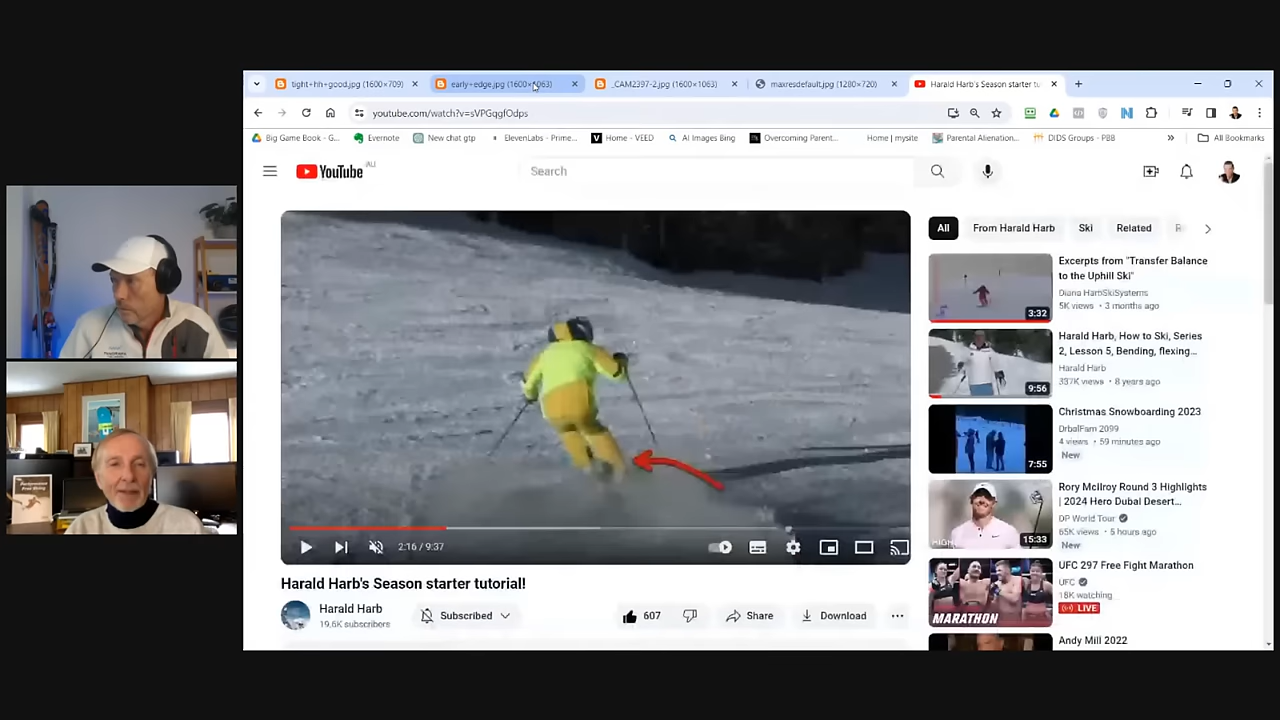 tight+hh+good.jpg (1600×709)
early+edge.jpg (1600×1063)
_CAM2397-2.jpg (1600×1063)
maxresdefault.jpg (1280×720)
Harald Harb's Season starter tu
youtube.com/watch?v=sVPGqgfOdps
Big Game Book - G...
Evernote
New chat gtp
ElevenLabs - Prime...
Home - VEED
AI Images Bing
Overcoming Parent...
Home | mysite
Parental Alienation...
DIDS Groups - PBB
All Bookmarks
YouTube
Search
All
From Harald Harb
Ski
Related
Excerpts from "Transfer Balance
to the Uphill Ski"
Diana HarbSkiSystems
5K views • 3 months ago
3:32
Harald Harb, How to Ski, Series
2, Lesson 5, Bending, flexing...
Harald Harb
337K views • 8 years ago
9:56
Christmas Snowboarding 2023
DrbalFam 2099
4 views • 59 minutes ago
New
7:55
Rory McIlroy Round 3 Highlights
| 2024 Hero Dubai Desert...
DP World Tour
65K views • 5 hours ago
New
15:33
UFC 297 Free Fight Marathon
UFC
18K watching
LIVE
MARATHON
Andy Mill 2022
2:16 / 9:37
Harald Harb's Season starter tutorial!
Harald Harb
19.6K subscribers
Subscribed
607
Share
Download